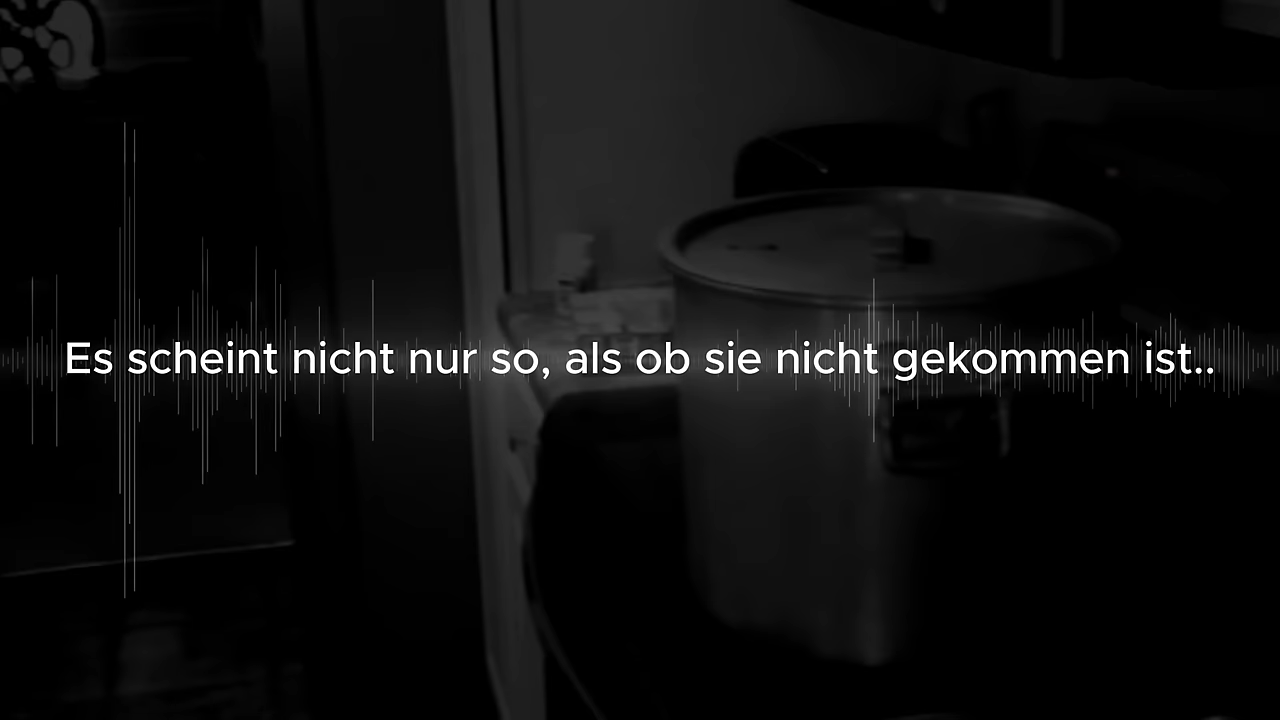 Es scheint nicht nur so, als ob sie nicht gekommen ist..